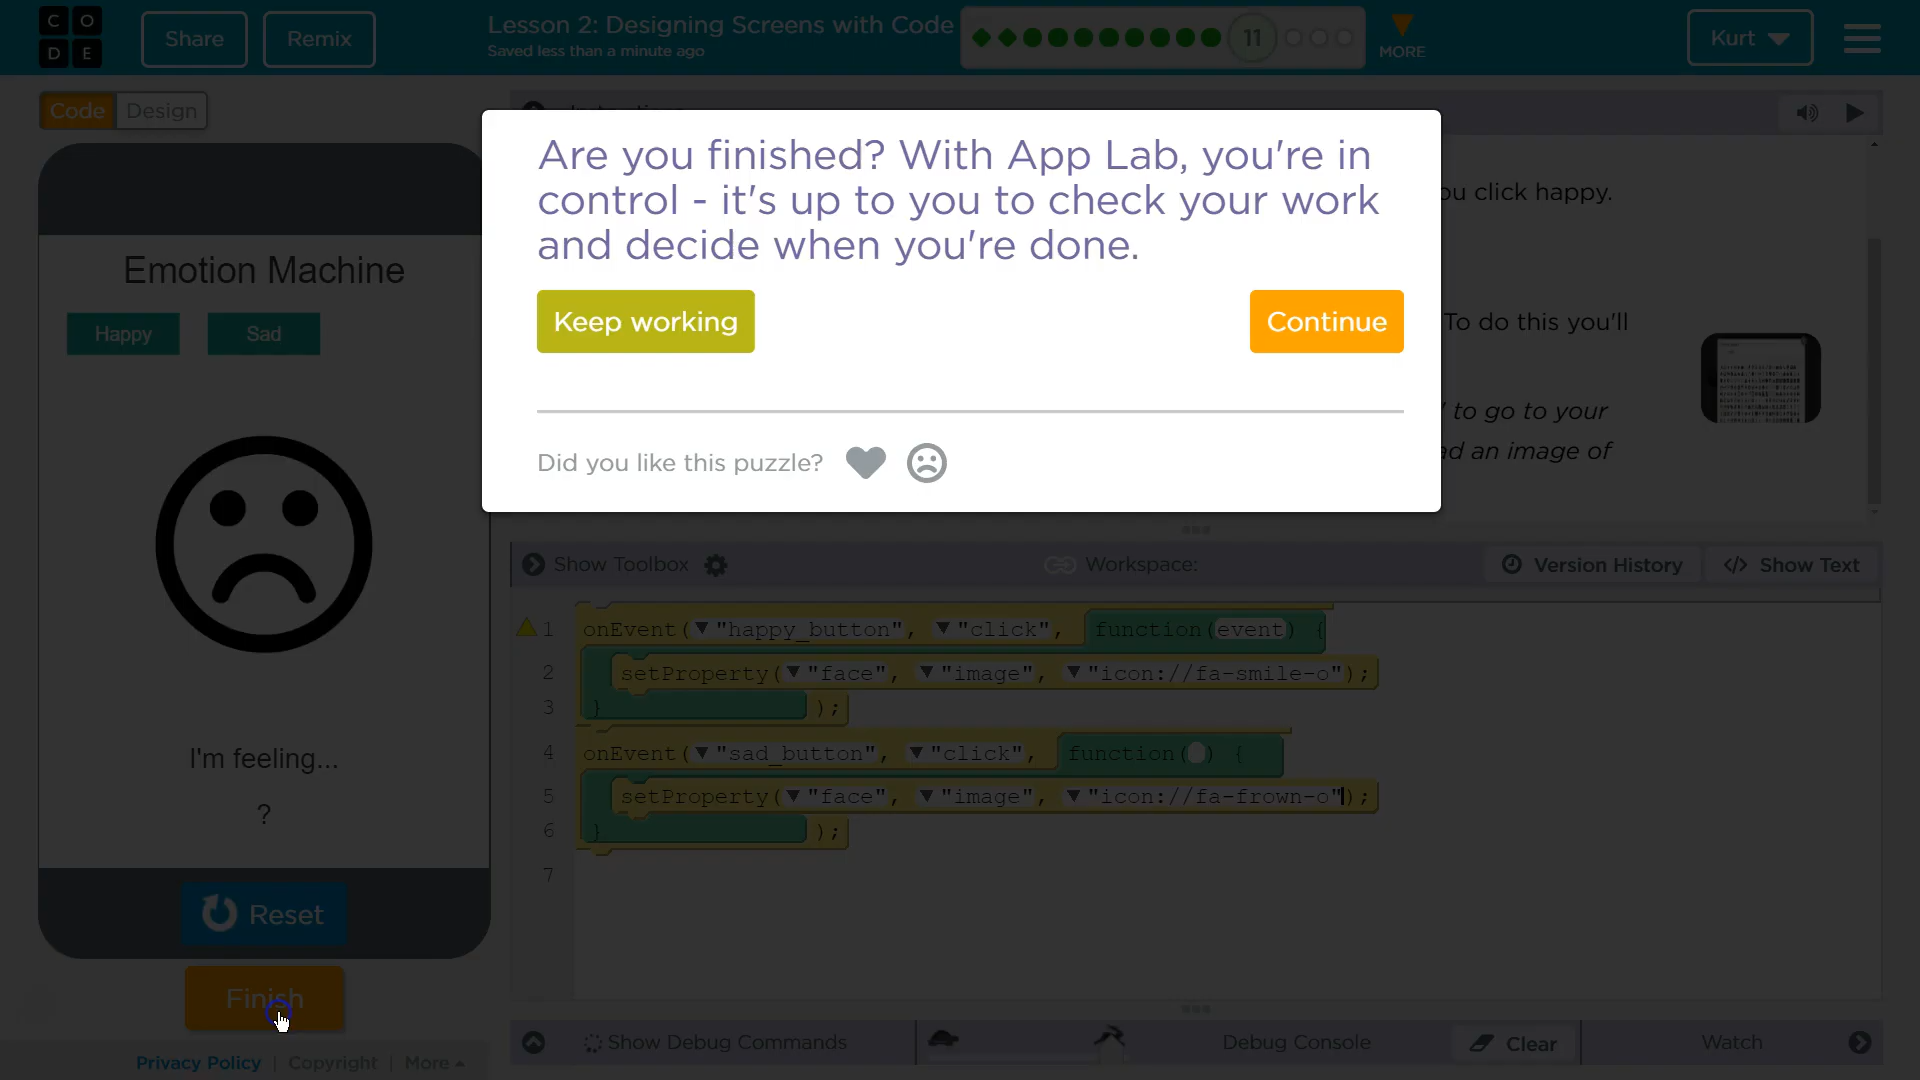 CODE
Share
Remix
Lesson 2: Designing Screens with Code
Saved less than a minute ago
11
MORE
Kurt
Code
Design
Are you finished? With App Lab, you're in
control - it's up to you to check your work
and decide when you're done.
Keep working
Continue
Did you like this puzzle?
ou click happy.
To do this you'll
to go to your
ad an image of
Emotion Machine
Happy
Sad
I'm feeling...
?
Reset
Finish
Privacy Policy | Copyright | More
Show Toolbox
Workspace:
Version History
</> Show Text
1 onEvent(▼"happy_button", ▼"click", function(event) {
2 setProperty(▼"face", ▼"image", ▼"icon://fa-smile-o");
3 } );
4 onEvent(▼"sad_button", ▼"click", function( ) {
5 setProperty(▼"face", ▼"image", ▼"icon://fa-frown-o");
6 } );
7
Show Debug Commands
Debug Console
Clear
Watch